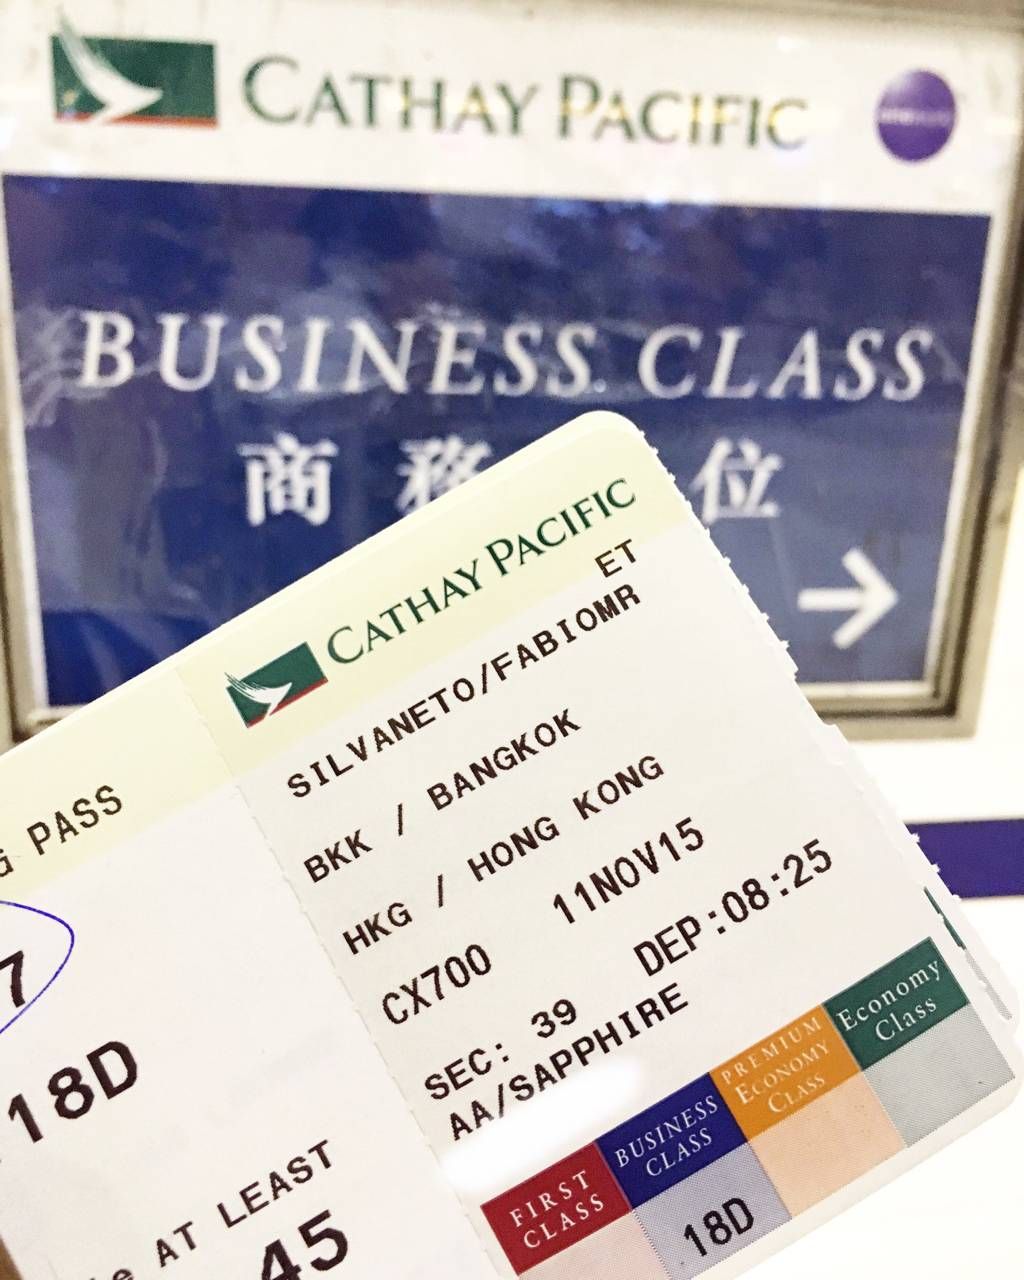 CATHAY PACIFIC
BUSINESS CLASS
商務 位
CATHAY PACIFIC
ET
SILVANETO/FABIOMR
BKK / BANGKOK
HKG / HONG KONG
CX700 11NOV15
DEP:08:25
SEC: 39
AA/SAPPHIRE
FIRST CLASS
BUSINESS CLASS
PREMIUM ECONOMY CLASS
Economy Class
18D
PASS
7
18D
AT LEAST
45